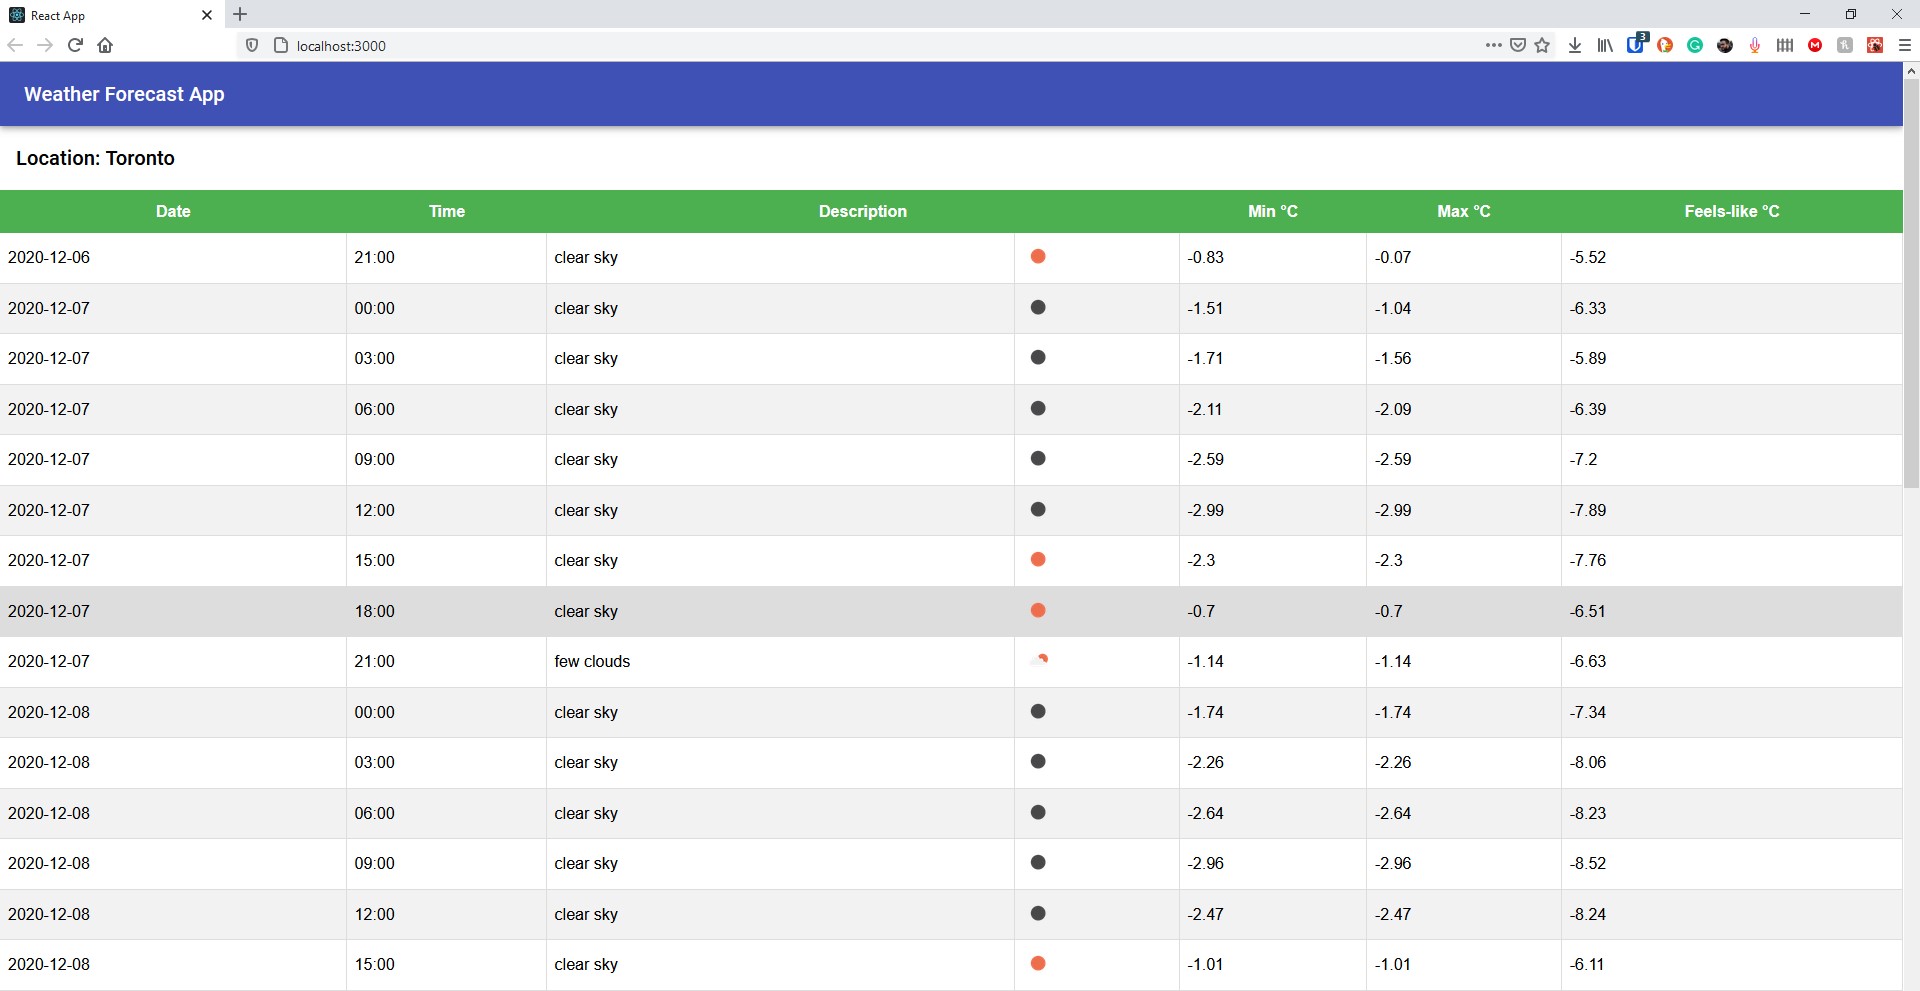 React App
localhost:3000
3
Weather Forecast App
Location: Toronto
Date Time Description Min °C Max °C Feels-like °C
2020-12-06 21:00 clear sky -0.83 -0.07 -5.52
2020-12-07 00:00 clear sky -1.51 -1.04 -6.33
2020-12-07 03:00 clear sky -1.71 -1.56 -5.89
2020-12-07 06:00 clear sky -2.11 -2.09 -6.39
2020-12-07 09:00 clear sky -2.59 -2.59 -7.2
2020-12-07 12:00 clear sky -2.99 -2.99 -7.89
2020-12-07 15:00 clear sky -2.3 -2.3 -7.76
2020-12-07 18:00 clear sky -0.7 -0.7 -6.51
2020-12-07 21:00 few clouds -1.14 -1.14 -6.63
2020-12-08 00:00 clear sky -1.74 -1.74 -7.34
2020-12-08 03:00 clear sky -2.26 -2.26 -8.06
2020-12-08 06:00 clear sky -2.64 -2.64 -8.23
2020-12-08 09:00 clear sky -2.96 -2.96 -8.52
2020-12-08 12:00 clear sky -2.47 -2.47 -8.24
2020-12-08 15:00 clear sky -1.01 -1.01 -6.11